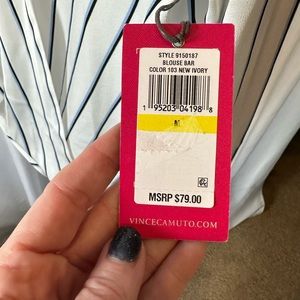 STYLE 9150187
BLOUSE BAR
COLOR 103 NEW IVORY
1 95203 04198 8
M
MSRP $79.00
VINCECAMUTO.COM